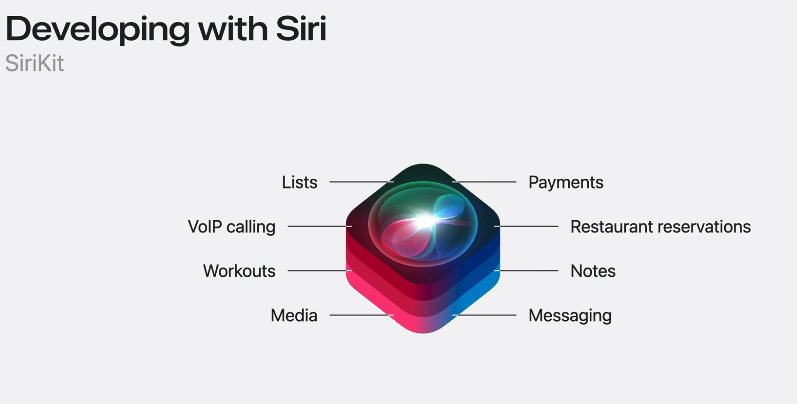 Developing with Siri
SiriKit
Lists
Payments
VoIP calling
Restaurant reservations
Workouts
Notes
Media
Messaging